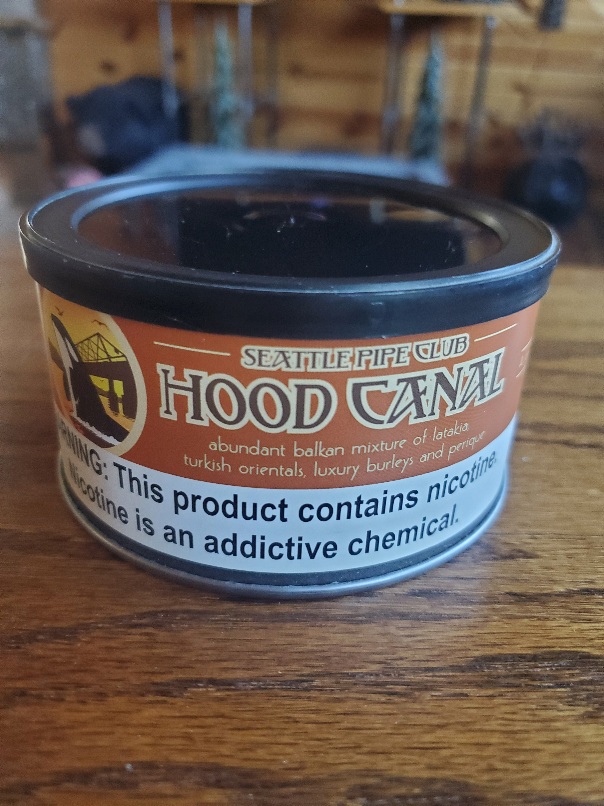 SEATTLE PIPE CLUB
HOOD CANAL
abundant balkan mixture of latakia
turkish orientals, luxury burleys and perique
WARNING: This product contains nicotine.
Nicotine is an addictive chemical.